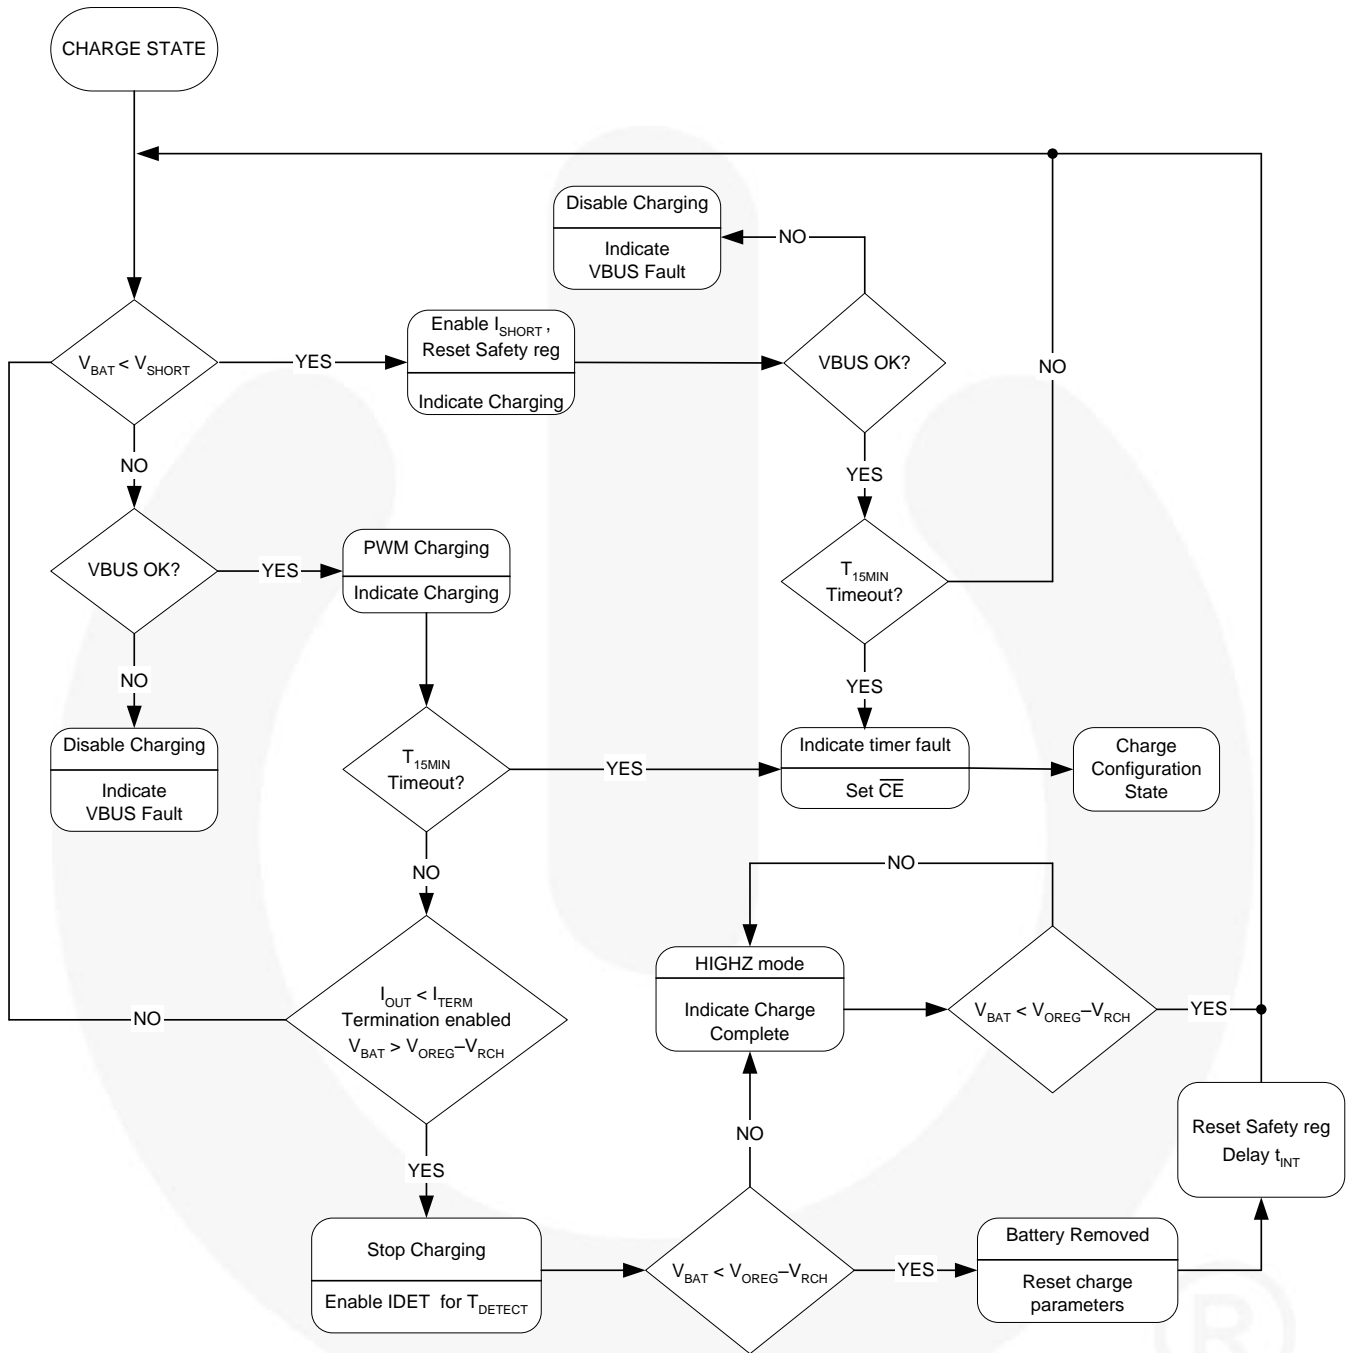 CHARGE STATE
Disable Charging
Indicate
VBUS Fault
NO
V_BAT < V_SHORT
YES
Enable I_SHORT ,
Reset Safety reg
Indicate Charging
VBUS OK?
NO
NO
YES
VBUS OK?
YES
PWM Charging
Indicate Charging
T_15MIN
Timeout?
NO
YES
Disable Charging
Indicate
VBUS Fault
T_15MIN
Timeout?
YES
Indicate timer fault
Set C̅E̅
Charge
Configuration
State
NO
NO
I_OUT < I_TERM
Termination enabled
V_BAT > V_OREG–V_RCH
NO
HIGHZ mode
Indicate Charge
Complete
V_BAT < V_OREG–V_RCH
YES
NO
YES
Reset Safety reg
Delay t_INT
Stop Charging
Enable IDET for T_DETECT
V_BAT < V_OREG–V_RCH
YES
Battery Removed
Reset charge
parameters
®